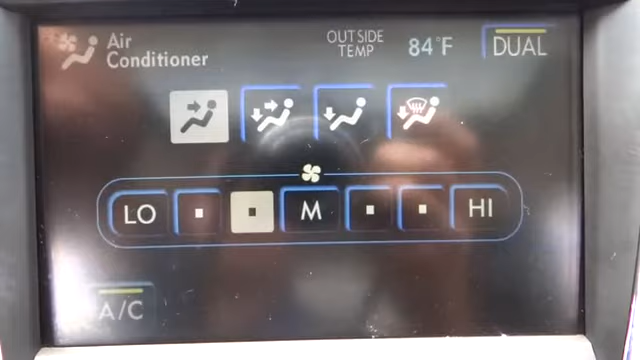 Air
Conditioner
OUTSIDE
TEMP
84°F
DUAL
LO
M
HI
A/C